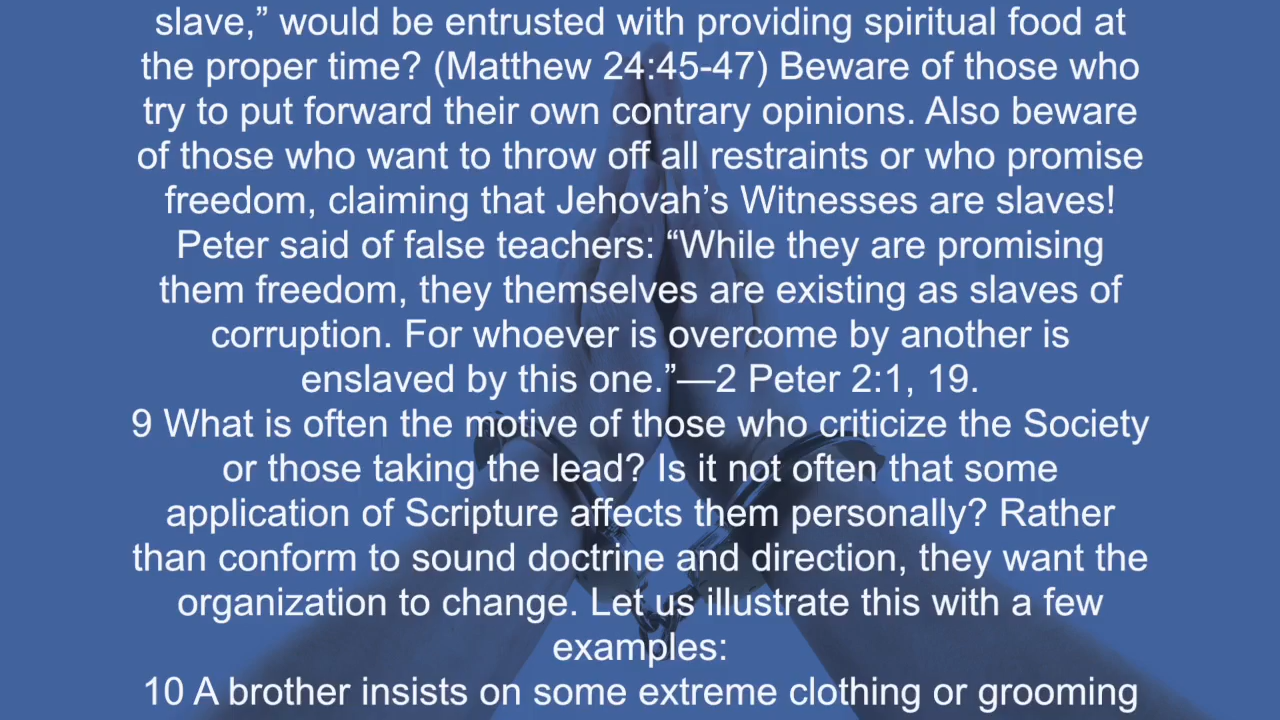 slave,” would be entrusted with providing spiritual food at
the proper time? (Matthew 24:45-47) Beware of those who
try to put forward their own contrary opinions. Also beware
of those who want to throw off all restraints or who promise
freedom, claiming that Jehovah’s Witnesses are slaves!
Peter said of false teachers: “While they are promising
them freedom, they themselves are existing as slaves of
corruption. For whoever is overcome by another is
enslaved by this one.”—2 Peter 2:1, 19.
9 What is often the motive of those who criticize the Society
or those taking the lead? Is it not often that some
application of Scripture affects them personally? Rather
than conform to sound doctrine and direction, they want the
organization to change. Let us illustrate this with a few
examples:
10 A brother insists on some extreme clothing or grooming